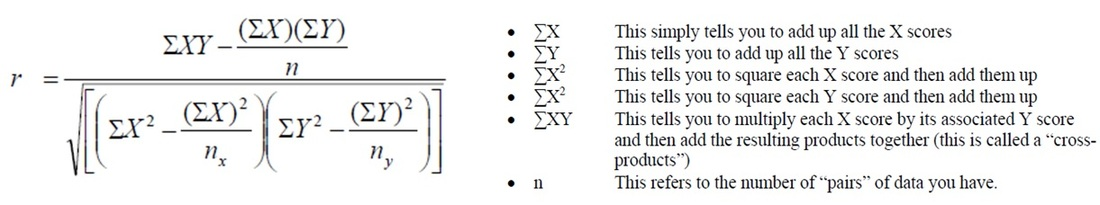 r = ΣXY – (ΣX)(ΣY) / n
√[(ΣX² – (ΣX)² / nₓ)(ΣY² – (ΣY)² / n_y)]
• ∑X This simply tells you to add up all the X scores
• ∑Y This tells you to add up all the Y scores
• ∑X² This tells you to square each X score and then add them up
• ∑X² This tells you to square each Y score and then add them up
• ∑XY This tells you to multiply each X score by its associated Y score
and then add the resulting products together (this is called a “cross-
products”)
• n This refers to the number of “pairs” of data you have.